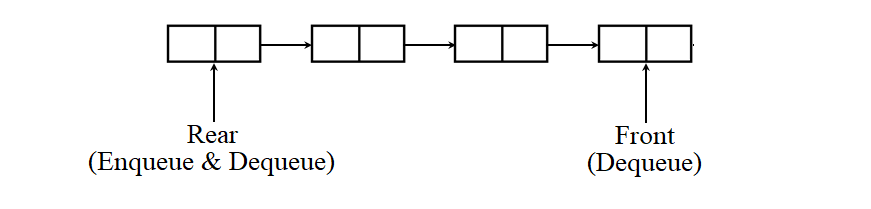 Rear
(Enqueue & Dequeue)
Front
(Dequeue)